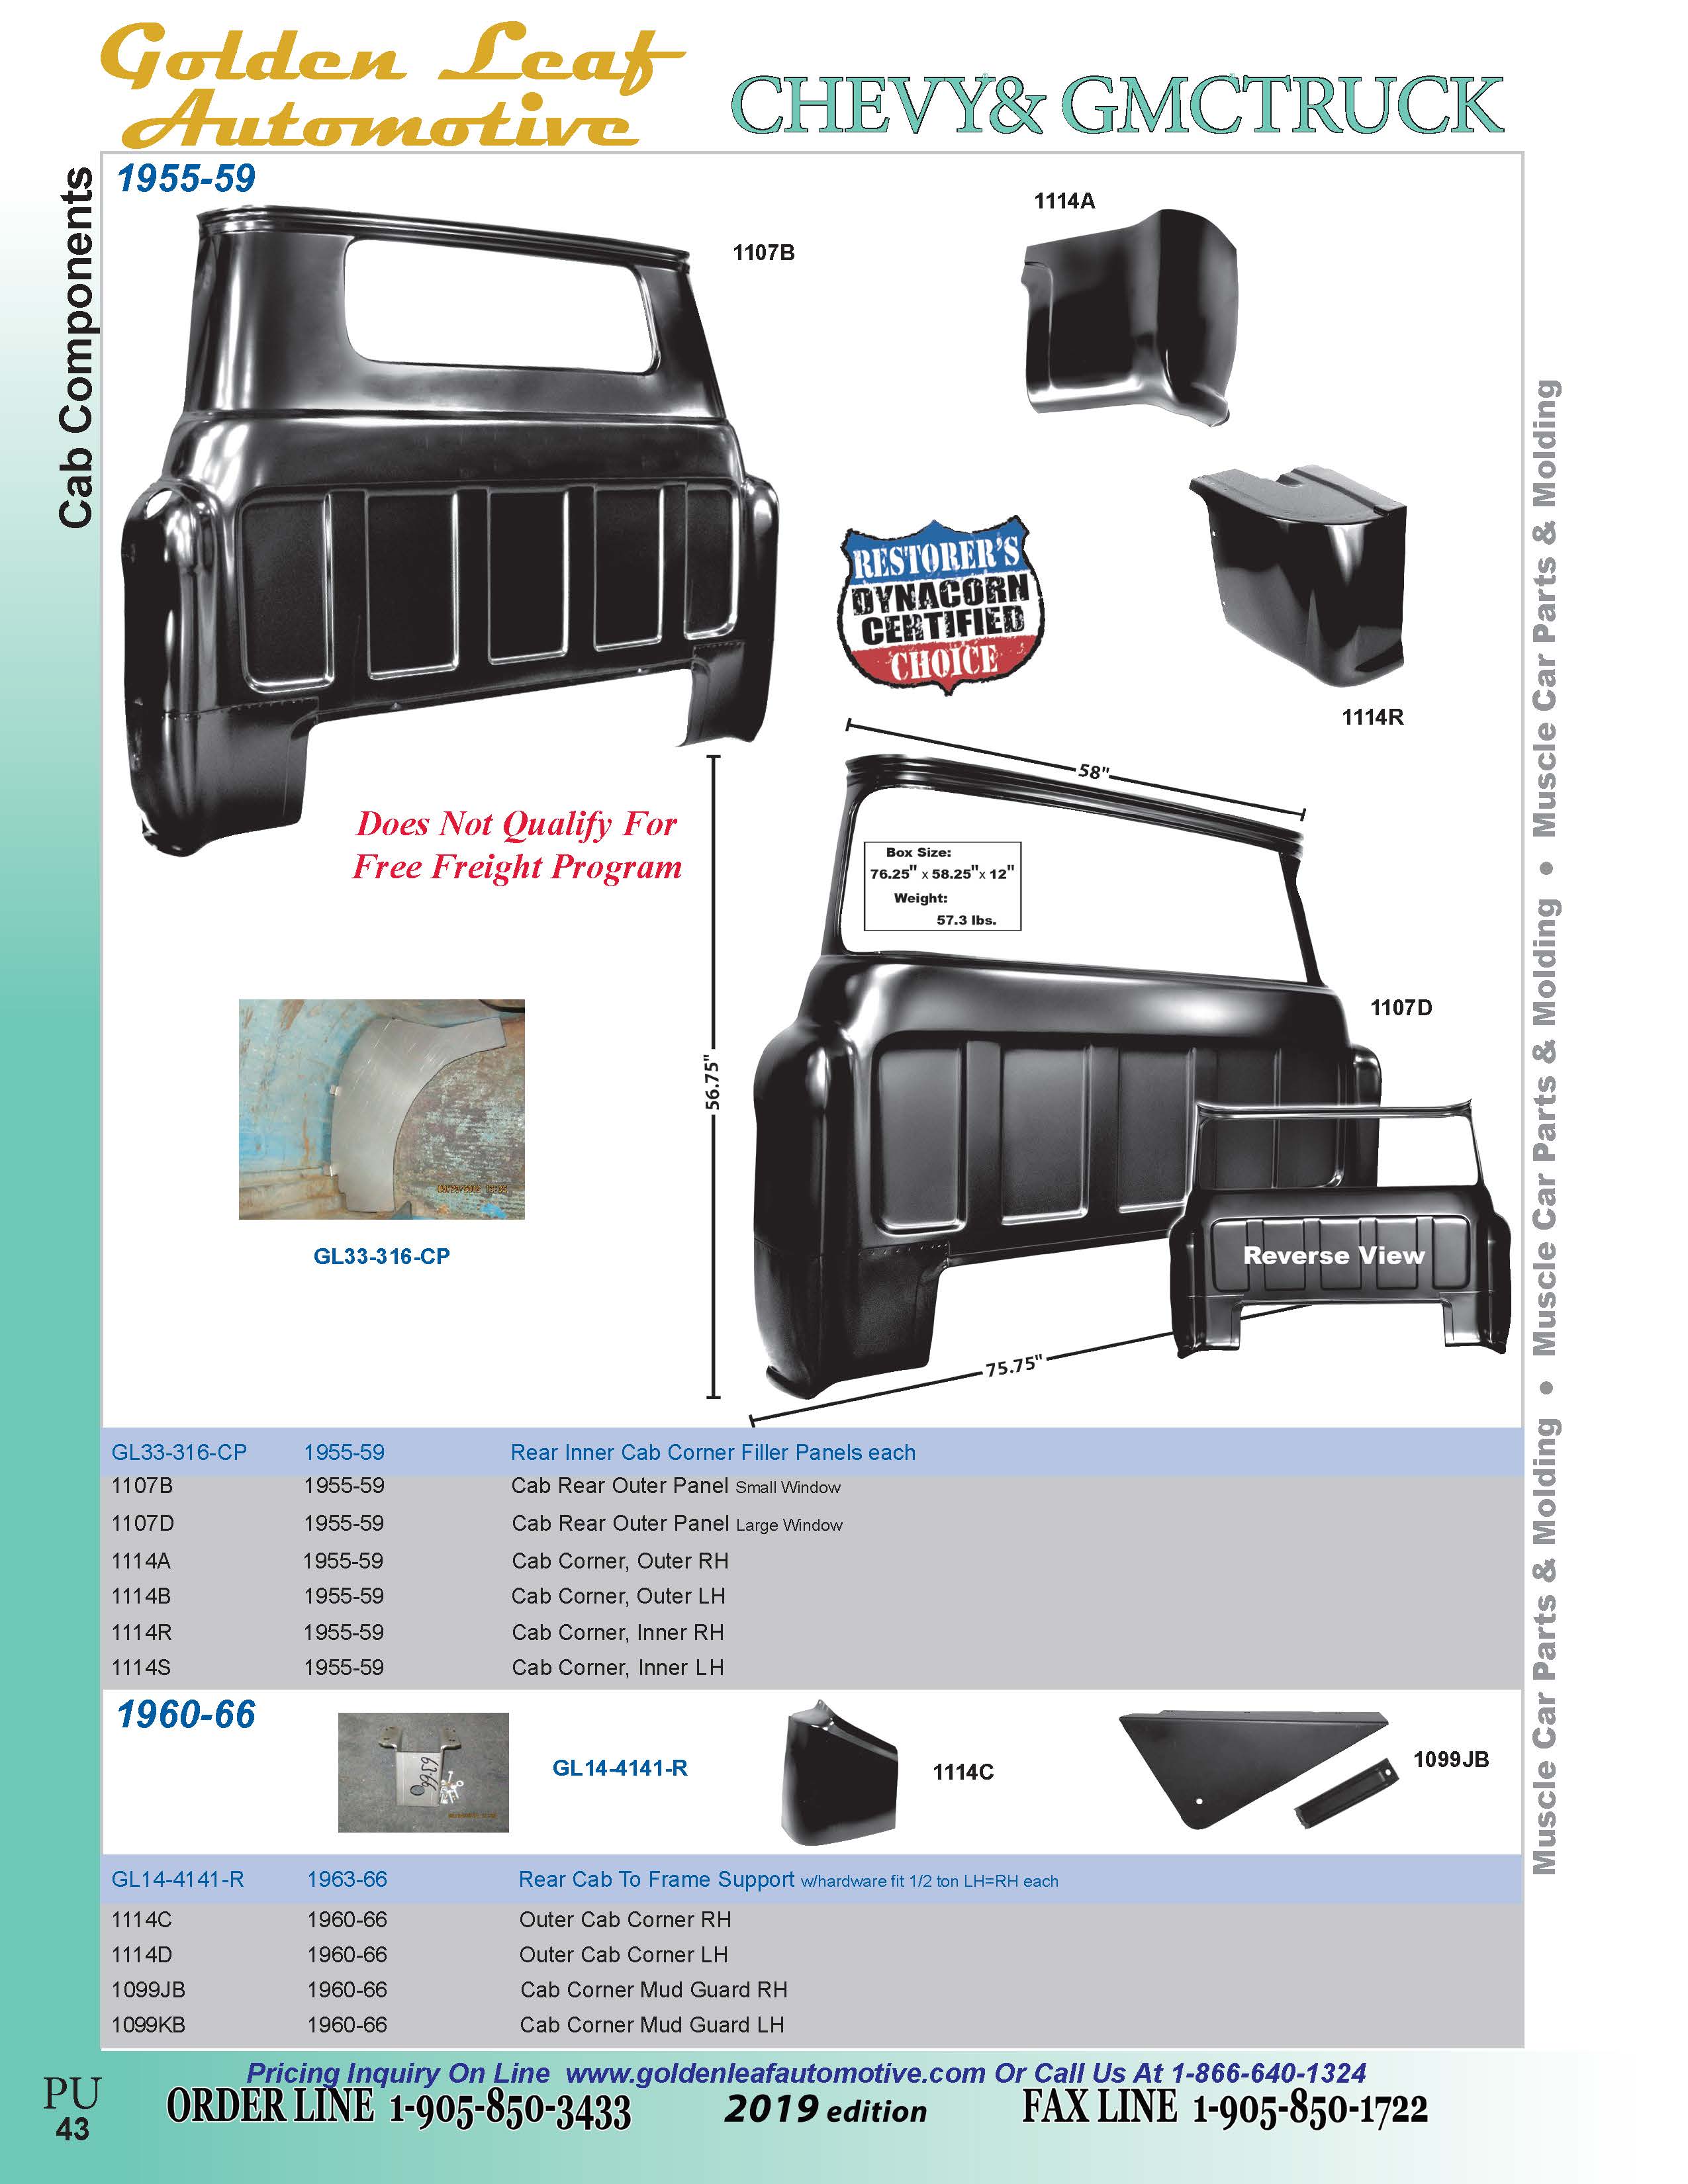 Golden Leaf
Automotive
CHEVY& GMCTRUCK
Cab Components
1955-59
1107B
1114A
RESTORER'S
DYNACORN
CERTIFIED
CHOICE
1114R
58"
Does Not Qualify For
Free Freight Program
Box Size:
76.25" x 58.25"x 12"
Weight:
57.3 lbs.
1107D
56.75"
GL33-316-CP
Reverse View
75.75"
GL33-316-CP 1955-59 Rear Inner Cab Corner Filler Panels each
1107B 1955-59 Cab Rear Outer Panel Small Window
1107D 1955-59 Cab Rear Outer Panel Large Window
1114A 1955-59 Cab Corner, Outer RH
1114B 1955-59 Cab Corner, Outer LH
1114R 1955-59 Cab Corner, Inner RH
1114S 1955-59 Cab Corner, Inner LH
1960-66
6366
GL14-4141-R
1114C
1099JB
GL14-4141-R 1963-66 Rear Cab To Frame Support w/hardware fit 1/2 ton LH=RH each
1114C 1960-66 Outer Cab Corner RH
1114D 1960-66 Outer Cab Corner LH
1099JB 1960-66 Cab Corner Mud Guard RH
1099KB 1960-66 Cab Corner Mud Guard LH
Muscle Car Parts & Molding • Muscle Car Parts & Molding • Muscle Car Parts & Molding
Pricing Inquiry On Line www.goldenleafautomotive.com Or Call Us At 1-866-640-1324
PU
43
ORDER LINE 1-905-850-3433
2019 edition
FAX LINE 1-905-850-1722